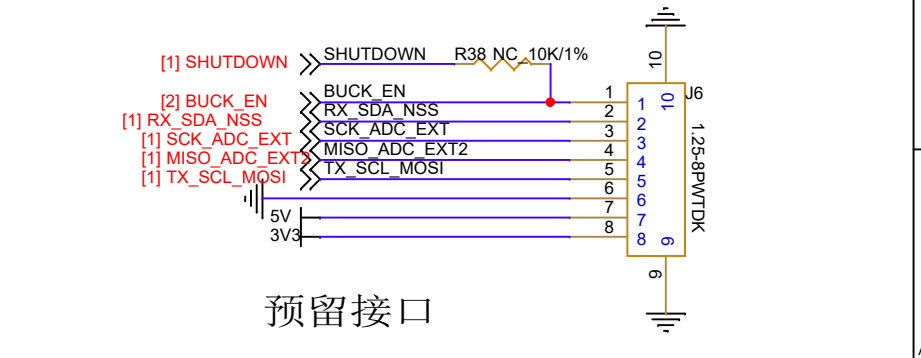 10
[1] SHUTDOWN SHUTDOWN R38 NC_10K/1%
J6
[2] BUCK_EN BUCK_EN 1 1 10
[1] RX_SDA_NSS RX_SDA_NSS 2 2
[1] SCK_ADC_EXT SCK_ADC_EXT 3 3
[1] MISO_ADC_EXT2 MISO_ADC_EXT2 4 4
[1] TX_SCL_MOSI TX_SCL_MOSI 5 5
6 6
5V 7 7
3V3 8 8 9
1.25-8PWTDK
9
预留接口